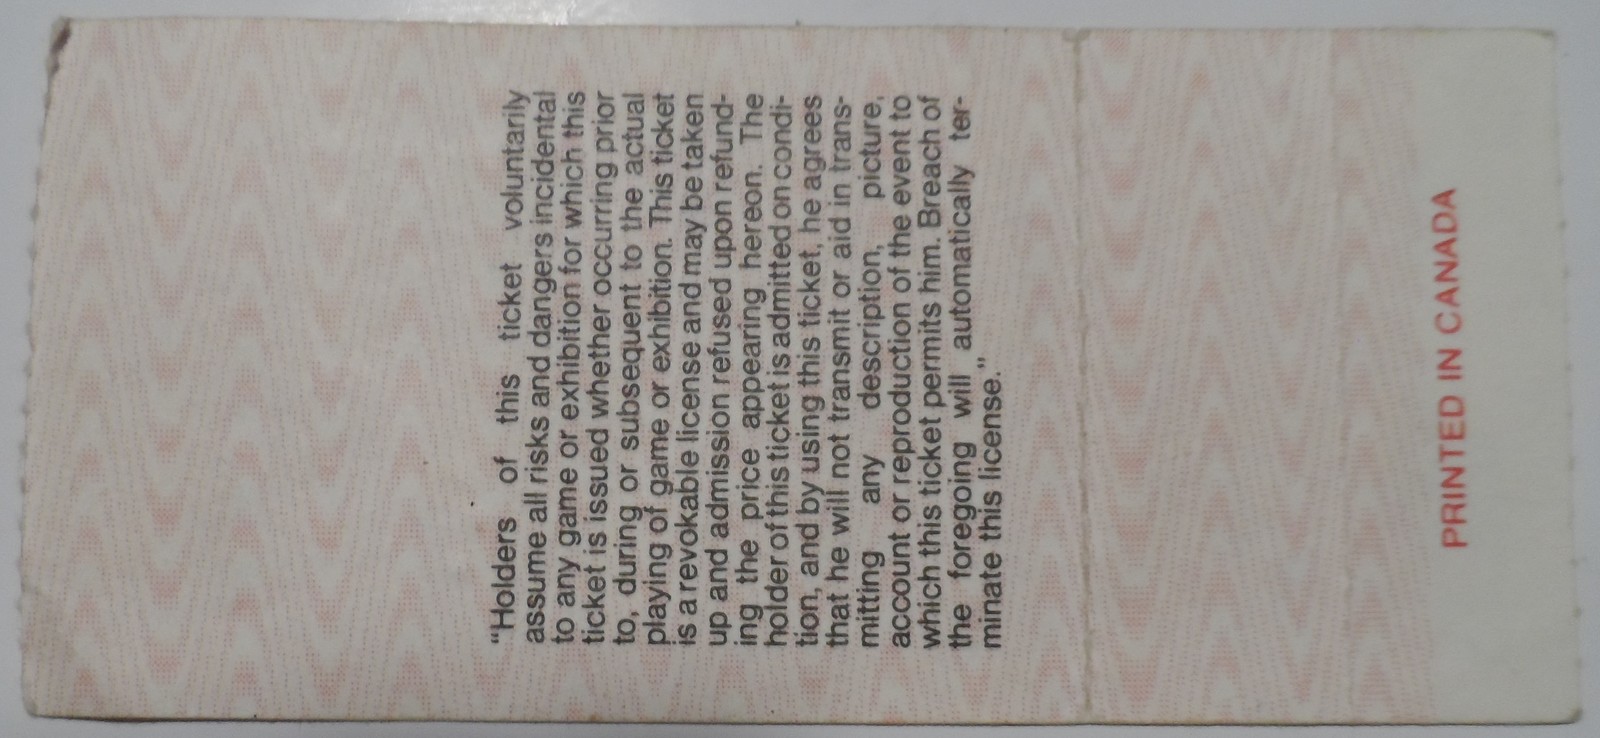 “Holders of this ticket voluntarily
assume all risks and dangers incidental
to any game or exhibition for which this
ticket is issued whether occurring prior
to, during or subsequent to the actual
playing of game or exhibition. This ticket
is a revokable license and may be taken
up and admission refused upon refund-
ing the price appearing hereon. The
holder of this ticket is admitted on condi-
tion, and by using this ticket, he agrees
that he will not transmit or aid in trans-
mitting any description, picture,
account or reproduction of the event to
which this ticket permits him. Breach of
the foregoing will automatically ter-
minate this license.”
PRINTED IN CANADA